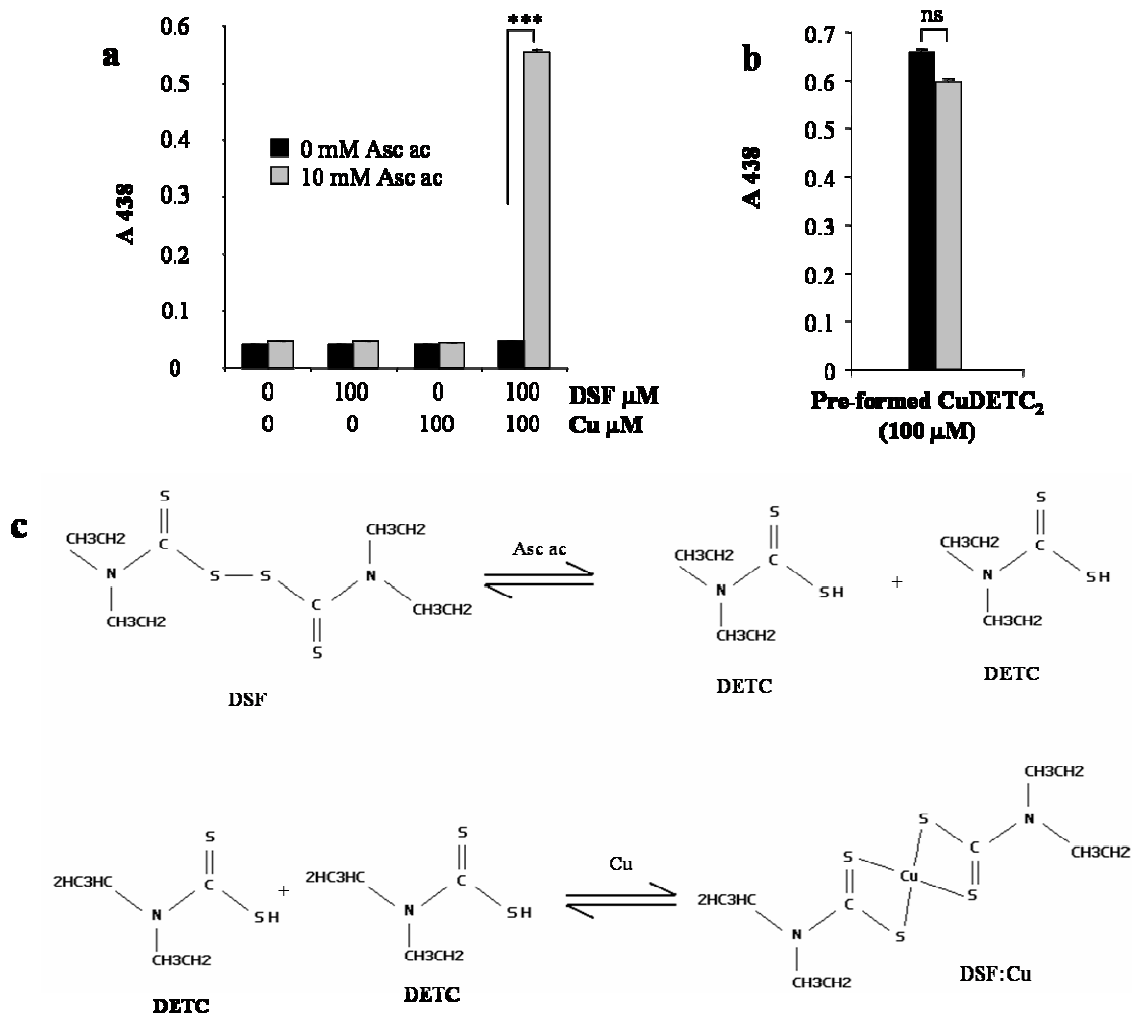 a
0.6
0.5
0.4
0.3
0.2
0.1
0
A 438
0 mM Asc ac
10 mM Asc ac
***
0 100 0 100 DSF µM
0 0 100 100 Cu µM
b
ns
0.7
0.6
0.5
0.4
0.3
0.2
0.1
0
A 438
Pre-formed CuDETC2
(100 µM)
c
S
CH3CH2
C
N
CH3CH2
S S
CH3CH2
N
CH3CH2
C
S
DSF
Asc ac
S
CH3CH2
C
N
SH
CH3CH2
DETC
+
S
CH3CH2
C
N
SH
CH3CH2
DETC
S
2HC3HC
C
N
SH
CH3CH2
DETC
+
S
2HC3HC
C
N
SH
CH3CH2
DETC
Cu
CH3CH2
S
N
C
CH3CH2
S
Cu
S
2HC3HC
C
N
S
CH3CH2
DSF:Cu